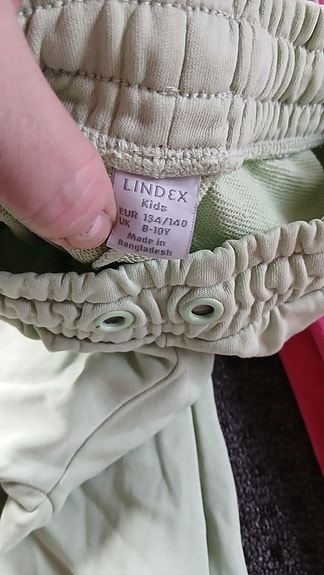 LINDEX
Kids
EUR 134/140
UK 8-10Y
Made in
Bangladesh